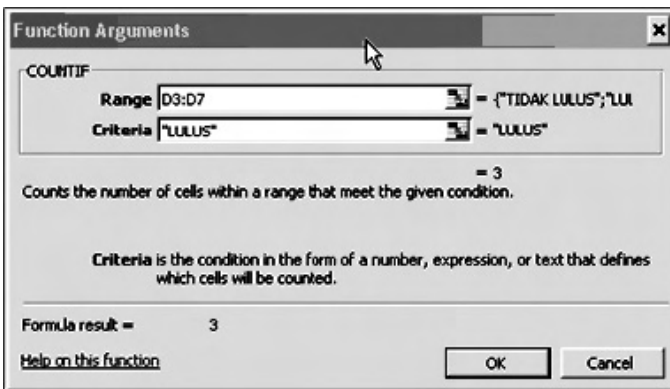 Function Arguments
COUNTIF
Range D3:D7 = {"TIDAK LULUS";"LUL
Criteria "LULUS" = "LULUS"
= 3
Counts the number of cells within a range that meet the given condition.
Criteria is the condition in the form of a number, expression, or text that defines
which cells will be counted.
Formula result = 3
Help on this function OK Cancel